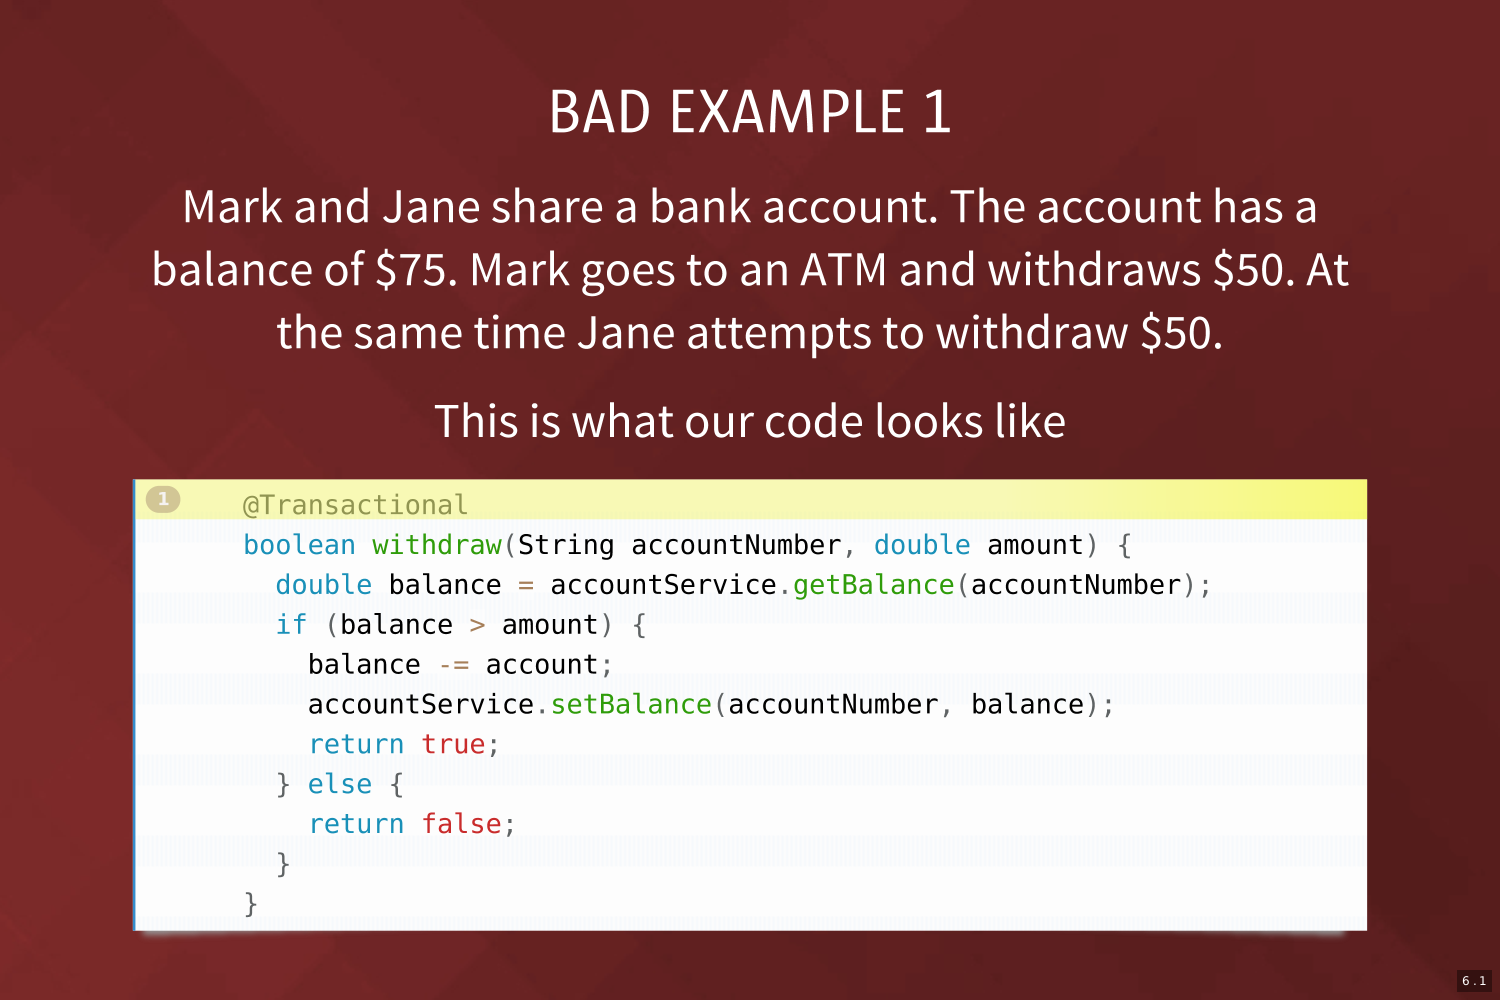 BAD EXAMPLE 1
Mark and Jane share a bank account. The account has a
balance of $75. Mark goes to an ATM and withdraws $50. At
the same time Jane attempts to withdraw $50.
This is what our code looks like
1 @Transactional
boolean withdraw(String accountNumber, double amount) {
  double balance = accountService.getBalance(accountNumber);
  if (balance > amount) {
    balance -= account;
    accountService.setBalance(accountNumber, balance);
    return true;
  } else {
    return false;
  }
}
6.1